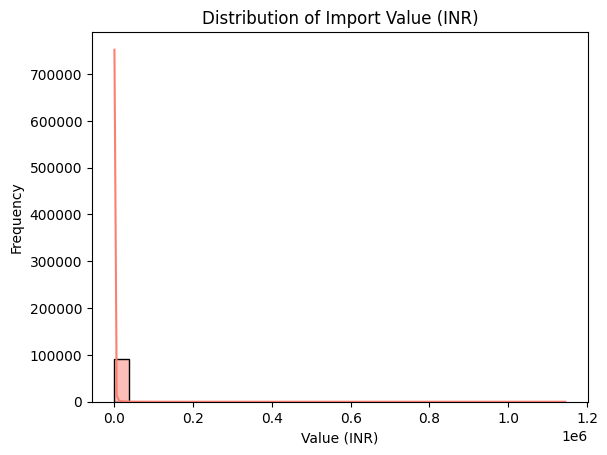 Distribution of Import Value (INR)
700000
600000
500000
400000
300000
200000
100000
0
Frequency
0.0 0.2 0.4 0.6 0.8 1.0 1.2
1e6
Value (INR)